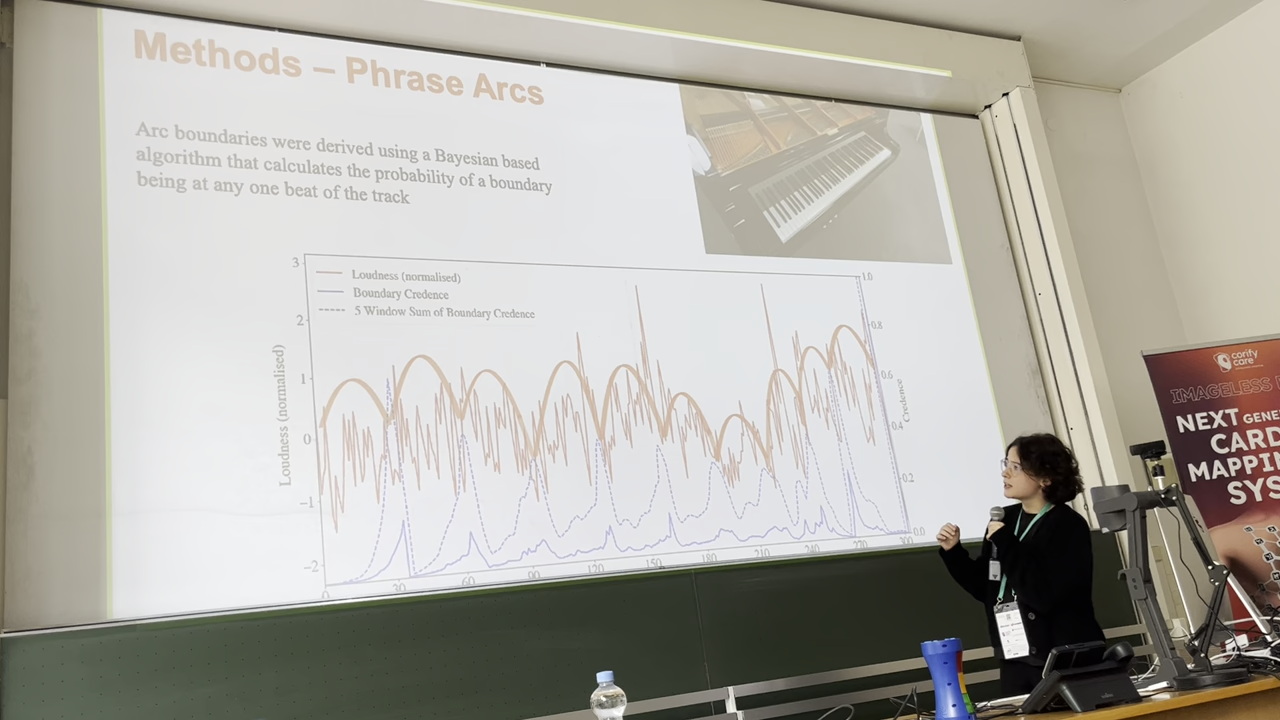 Methods – Phrase Arcs
Arc boundaries were derived using a Bayesian based
algorithm that calculates the probability of a boundary
being at any one beat of the track
3
2
1
0
−1
−2
Loudness (normalised)
Loudness (normalised)
Boundary Credence
5 Window Sum of Boundary Credence
1.0
0.8
0.6
0.4
0.2
0.0
Credence
0
30
60
90
120
150
180
210
240
270
300
corify
care
IMAGELESS
NEXT GENE
CARD
MAPPIN
SYS